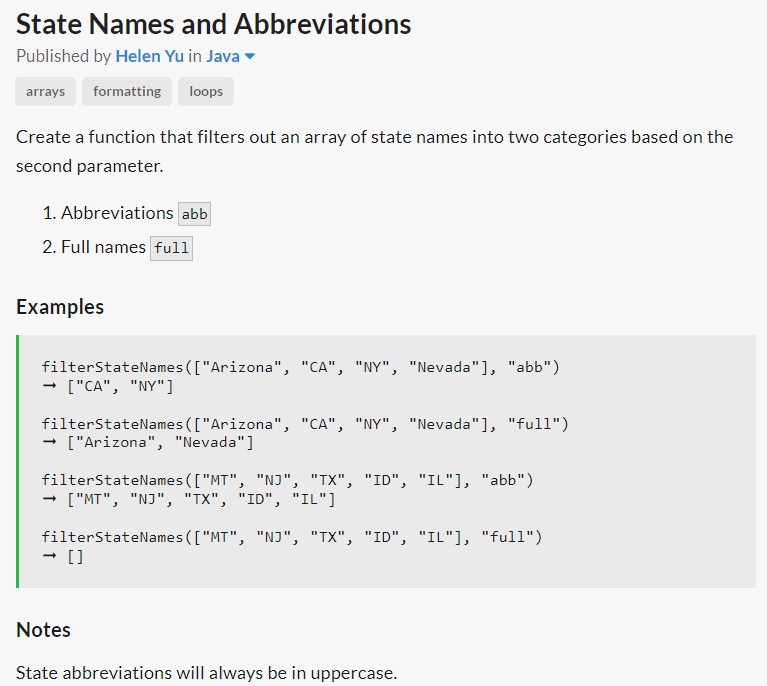 State Names and Abbreviations
Published by Helen Yu in Java
arrays formatting loops
Create a function that filters out an array of state names into two categories based on the
second parameter.
1. Abbreviations abb
2. Full names full
Examples
filterStateNames(["Arizona", "CA", "NY", "Nevada"], "abb")
➞ ["CA", "NY"]
filterStateNames(["Arizona", "CA", "NY", "Nevada"], "full")
➞ ["Arizona", "Nevada"]
filterStateNames(["MT", "NJ", "TX", "ID", "IL"], "abb")
➞ ["MT", "NJ", "TX", "ID", "IL"]
filterStateNames(["MT", "NJ", "TX", "ID", "IL"], "full")
➞ []
Notes
State abbreviations will always be in uppercase.